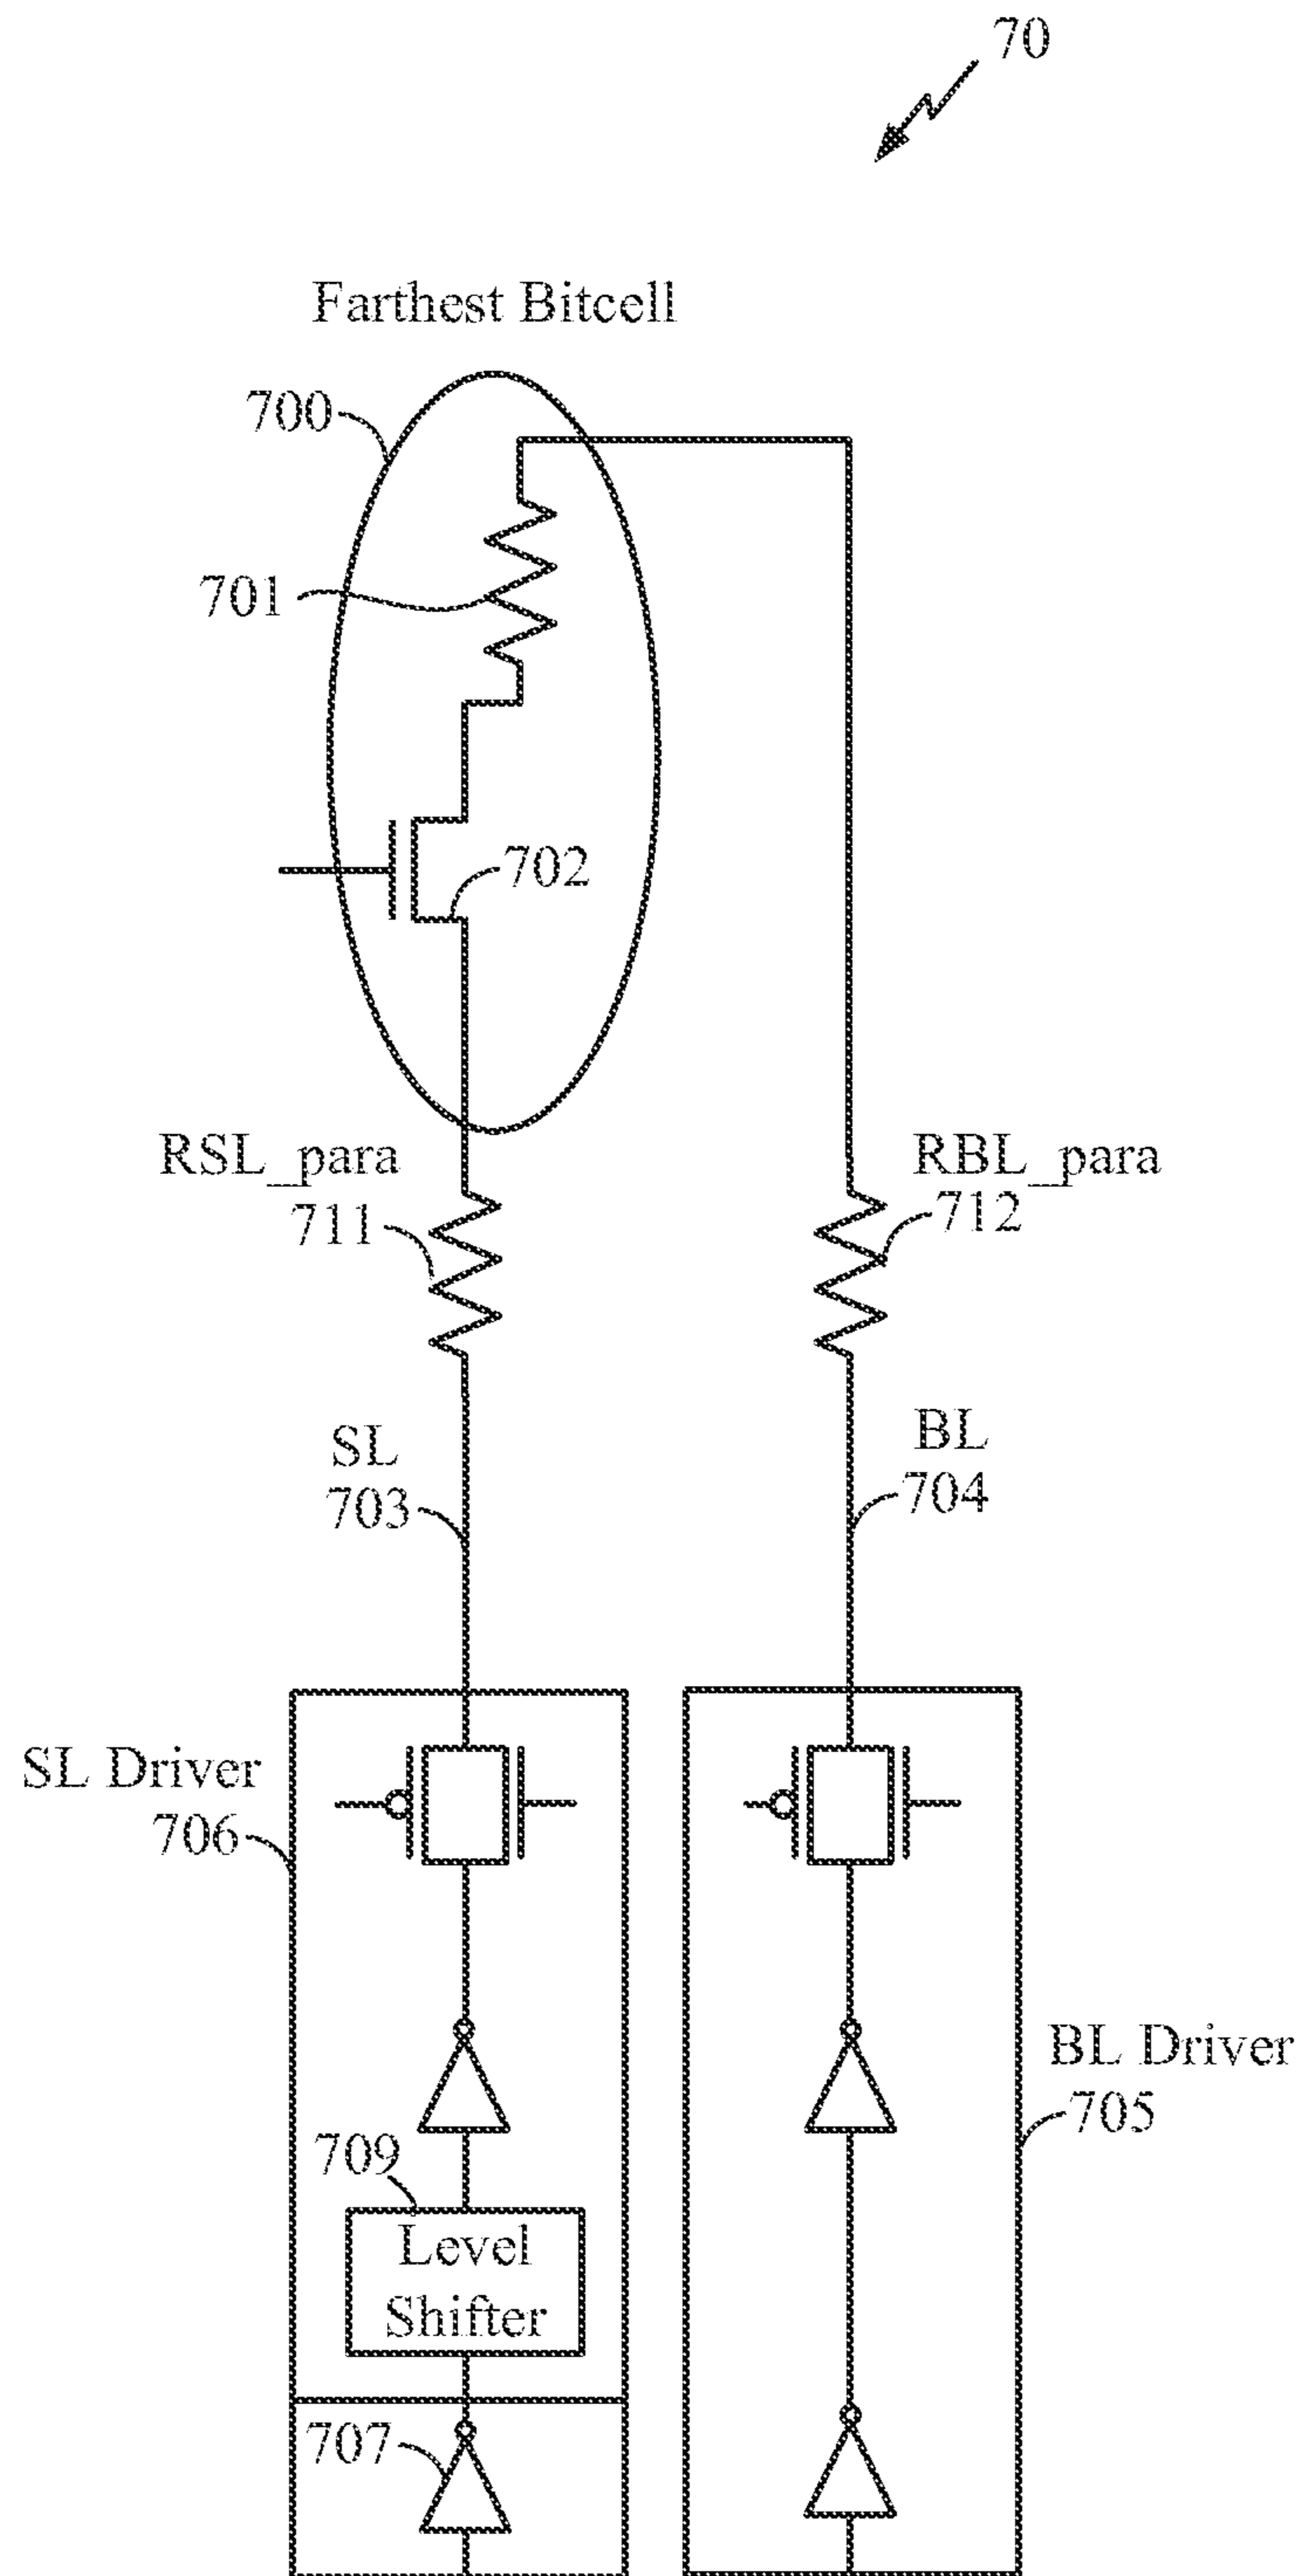 70
Farthest Bitcell
700
701
702
RSL_para
711
RBL_para
712
SL
703
BL
704
SL Driver
706
BL Driver
705
709
Level
Shifter
707